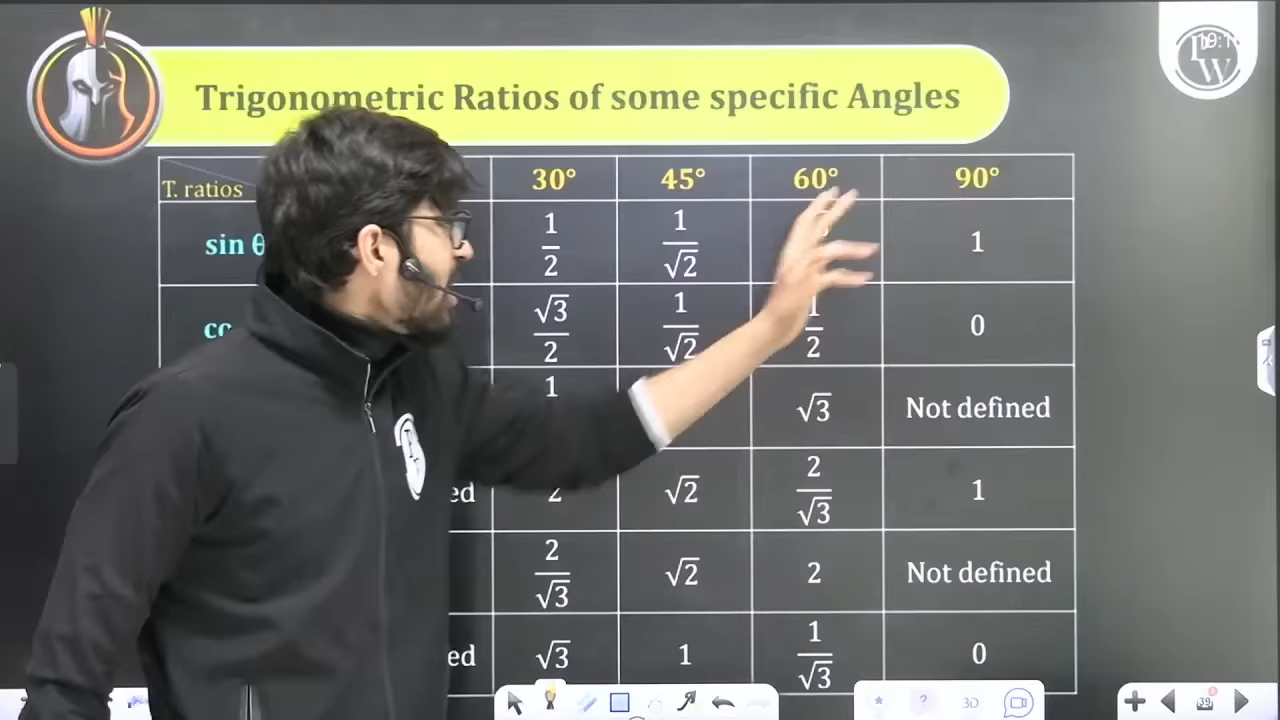 Trigonometric Ratios of some specific Angles
T. ratios 30° 45° 60° 90°
sin θ 1/2 1/√2 1
√3/2 1/√2 1/2 0
1 √3 Not defined
2 √2 2/√3 1
2/√3 √2 2 Not defined
√3 1 1/√3 0
3D
39